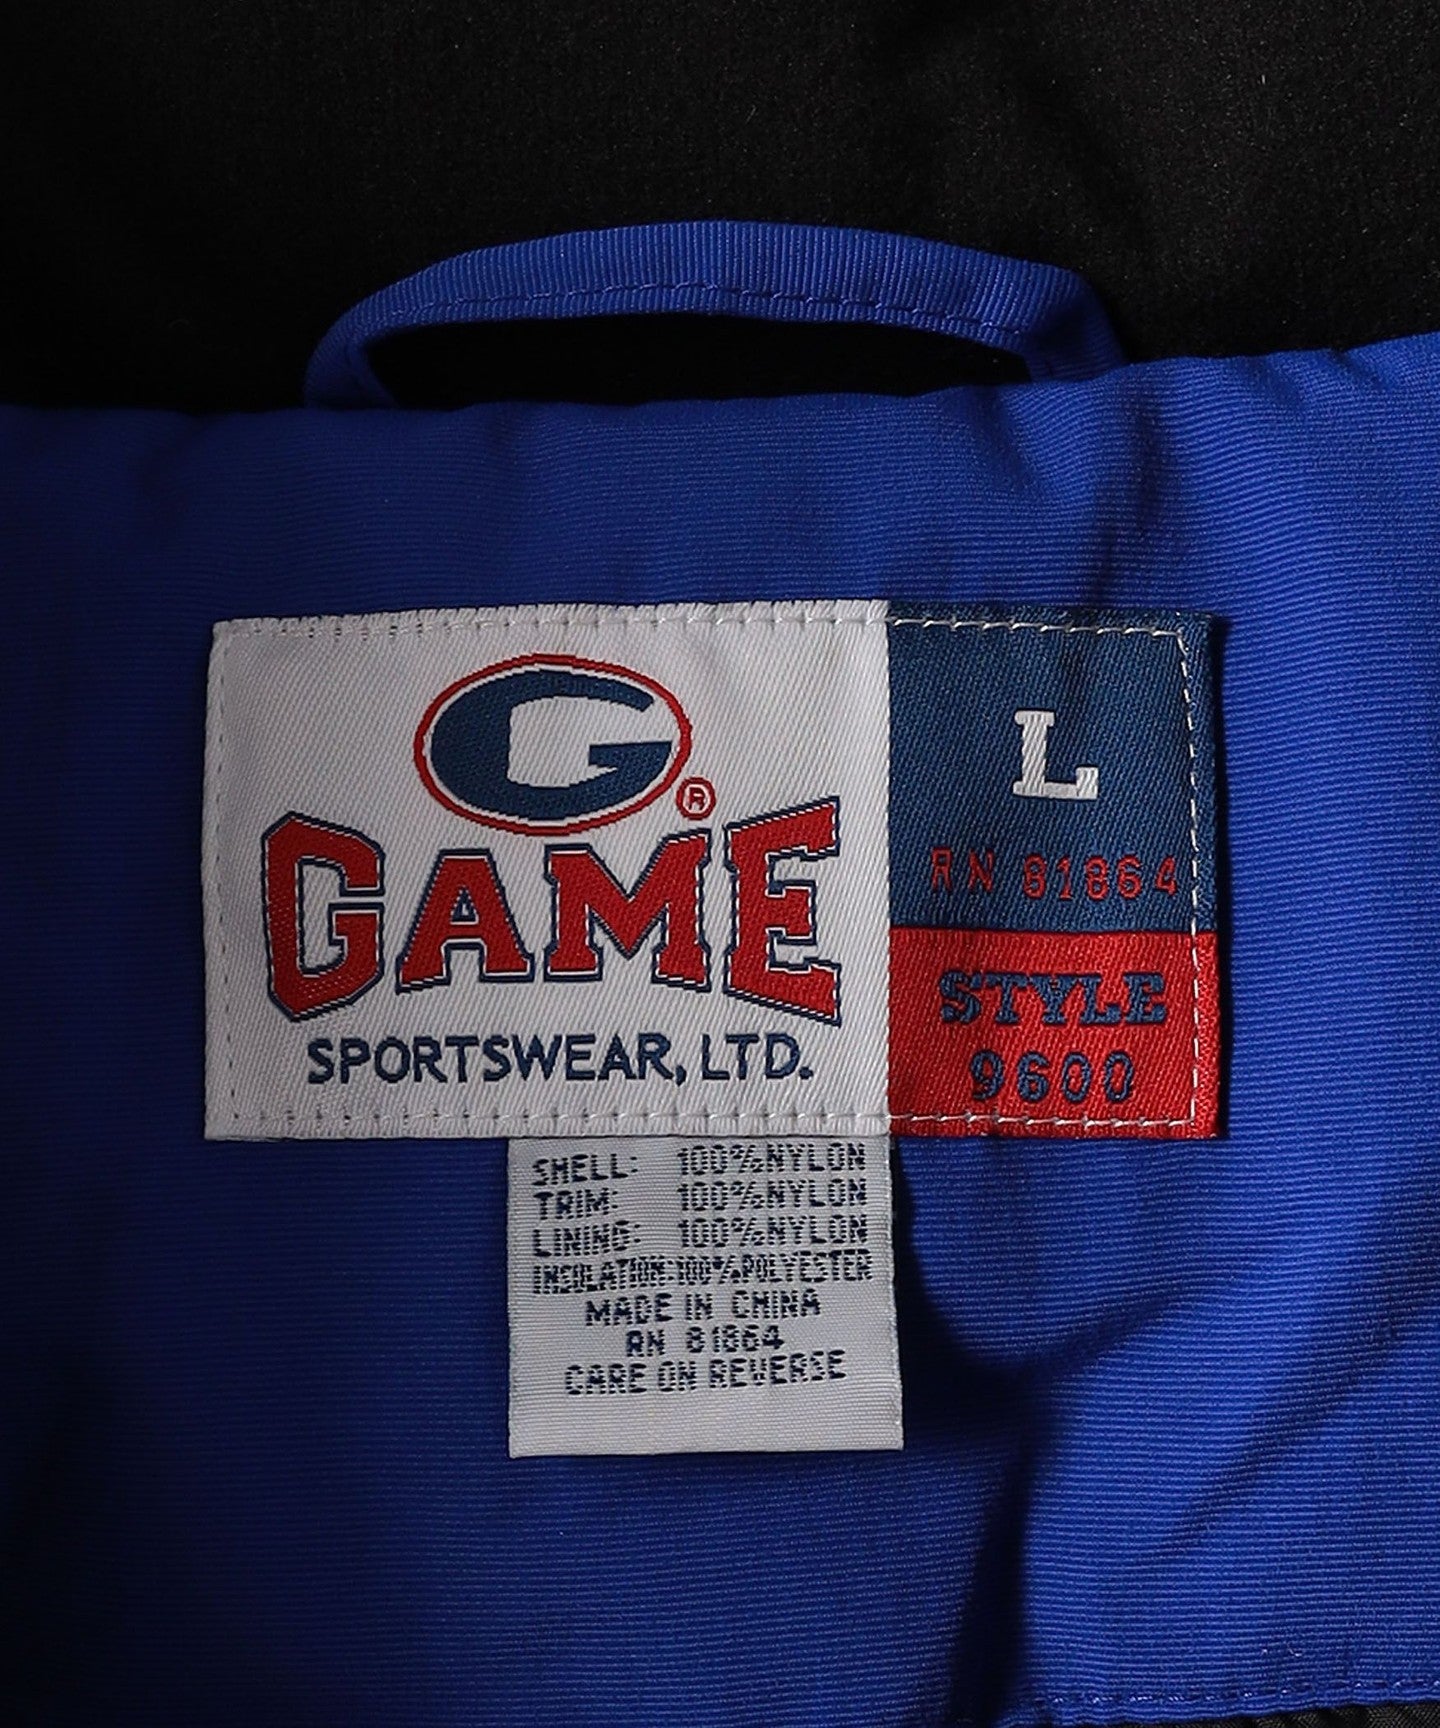 G
®
GAME
SPORTSWEAR, LTD.
L
RN 81864
STYLE
9600
SHELL: 100%NYLON
TRIM: 100%NYLON
LINING: 100%NYLON
INSULATION:100%POLYESTER
MADE IN CHINA
RN 81864
CARE ON REVERSE